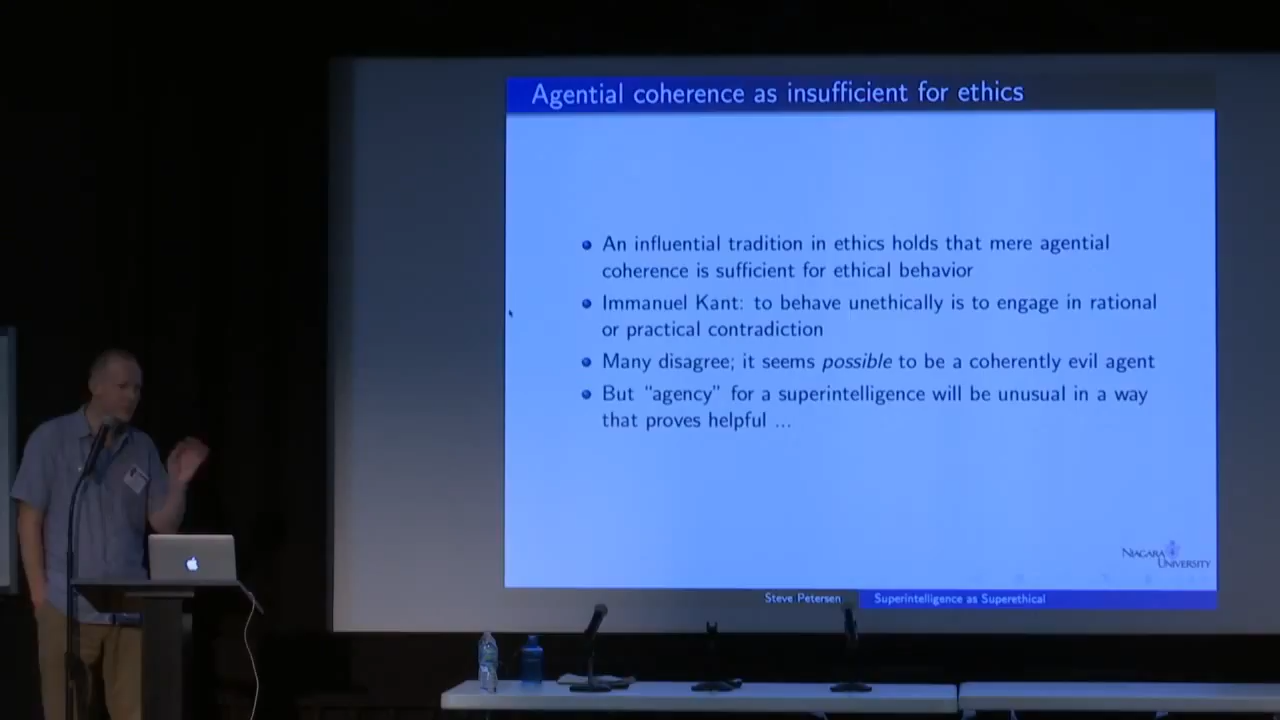 Agential coherence as insufficient for ethics
An influential tradition in ethics holds that mere agential
coherence is sufficient for ethical behavior
Immanuel Kant: to behave unethically is to engage in rational
or practical contradiction
Many disagree; it seems possible to be a coherently evil agent
But “agency” for a superintelligence will be unusual in a way
that proves helpful ...
NIAGARA
UNIVERSITY
Steve Petersen
Superintelligence as Superethical